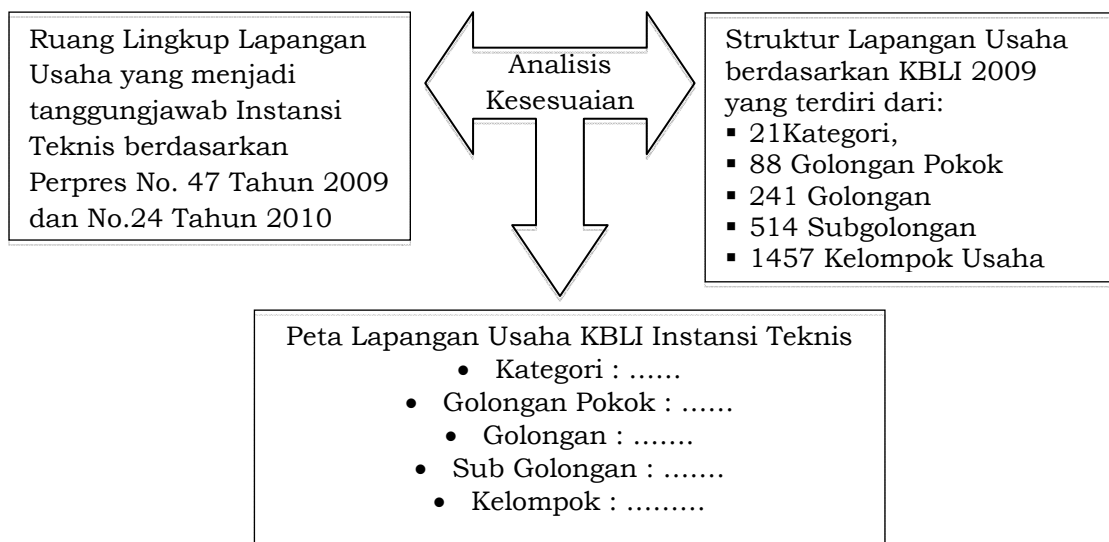 Ruang Lingkup Lapangan
Usaha yang menjadi
tanggungjawab Instansi
Teknis berdasarkan
Perpres No. 47 Tahun 2009
dan No.24 Tahun 2010
Analisis
Kesesuaian
Struktur Lapangan Usaha
berdasarkan KBLI 2009
yang terdiri dari:
▪ 21Kategori,
▪ 88 Golongan Pokok
▪ 241 Golongan
▪ 514 Subgolongan
▪ 1457 Kelompok Usaha
Peta Lapangan Usaha KBLI Instansi Teknis
• Kategori : ......
• Golongan Pokok : ......
• Golongan : .......
• Sub Golongan : .......
• Kelompok : .........